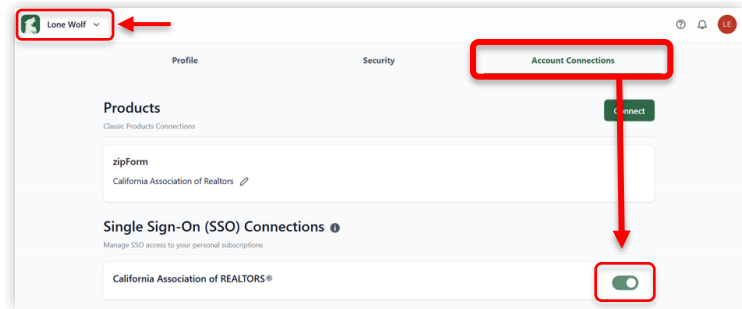 Lone Wolf
LE
Profile
Security
Account Connections
Products
Connect
Classic Products Connections
zipForm
California Association of Realtors
Single Sign-On (SSO) Connections
Manage SSO access to your personal subscriptions
California Association of REALTORS®